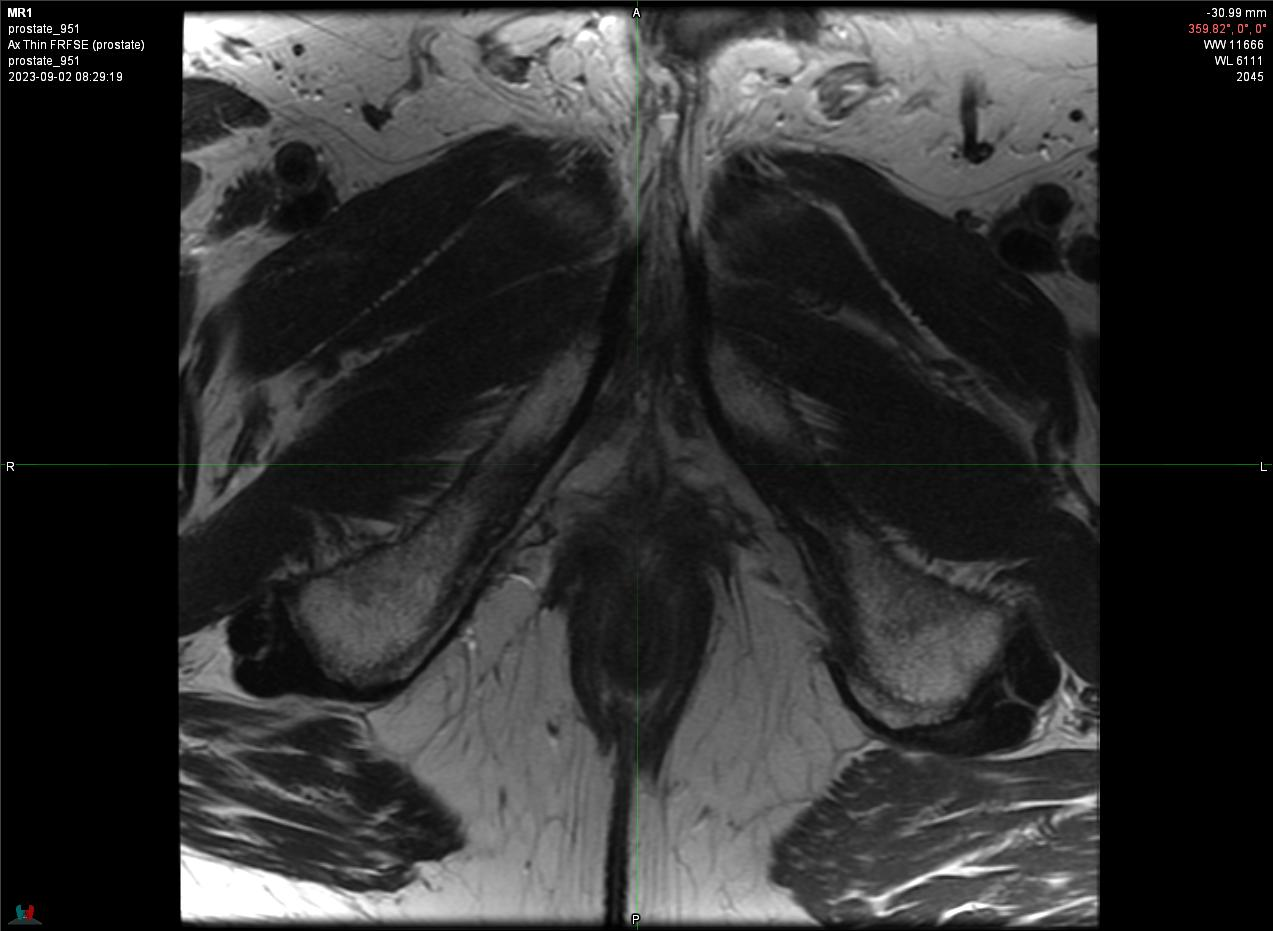 MR1
prostate_951
Ax Thin FRFSE (prostate)
prostate_951
2023-09-02 08:29:19
A
-30.99 mm
359.82°, 0°, 0°
WW 11666
WL 6111
2045
R
L
P